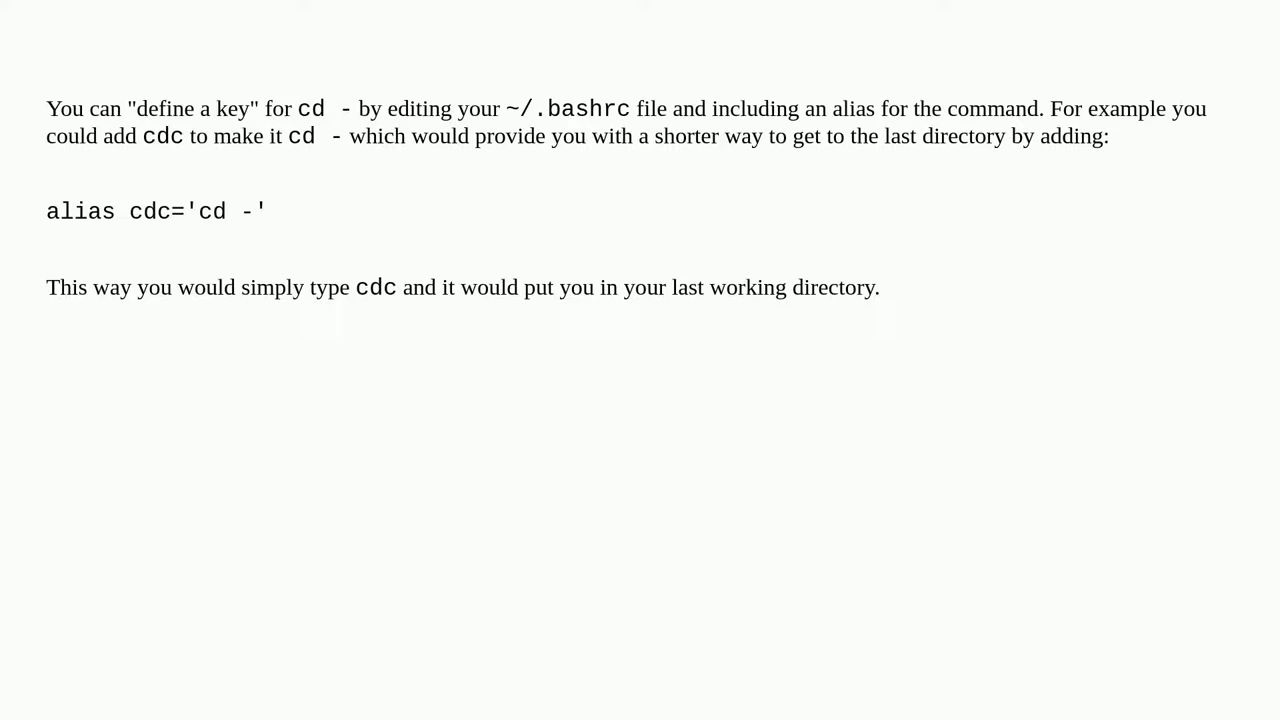 You can "define a key" for cd - by editing your ~/.bashrc file and including an alias for the command. For example you
could add cdc to make it cd - which would provide you with a shorter way to get to the last directory by adding:
alias cdc='cd -'
This way you would simply type cdc and it would put you in your last working directory.